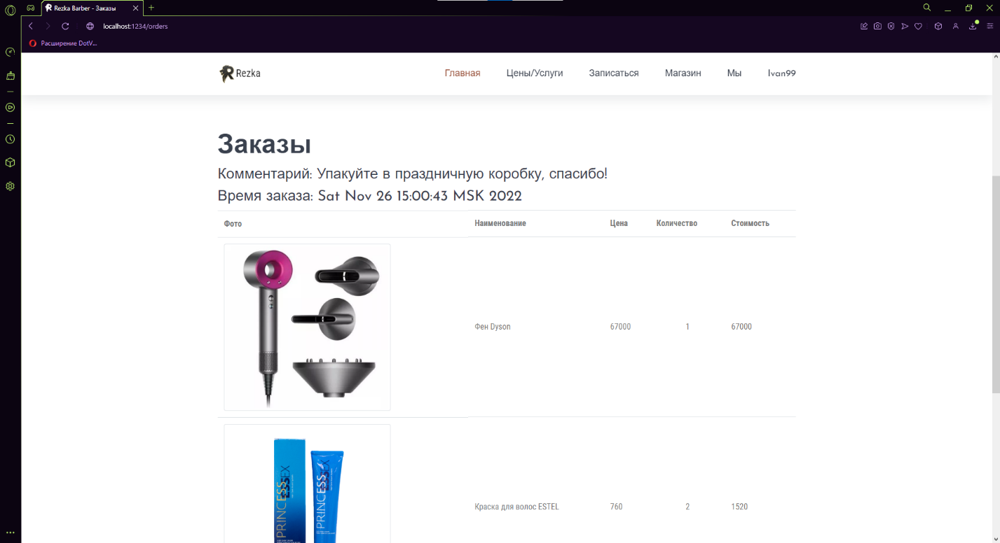 Rezka Barber - Заказы
localhost:1234/orders
Расширение DotV...
Rezka
Главная
Цены/Услуги
Записаться
Магазин
Мы
Ivan99
Заказы
Комментарий: Упакуйте в праздничную коробку, спасибо!
Время заказа: Sat Nov 26 15:00:43 MSK 2022
Фото Наименование Цена Количество Стоимость
Фен Dyson 67000 1 67000
PRINCESS ESSEX
PRINCESS ESSEX
Краска для волос ESTEL 760 2 1520